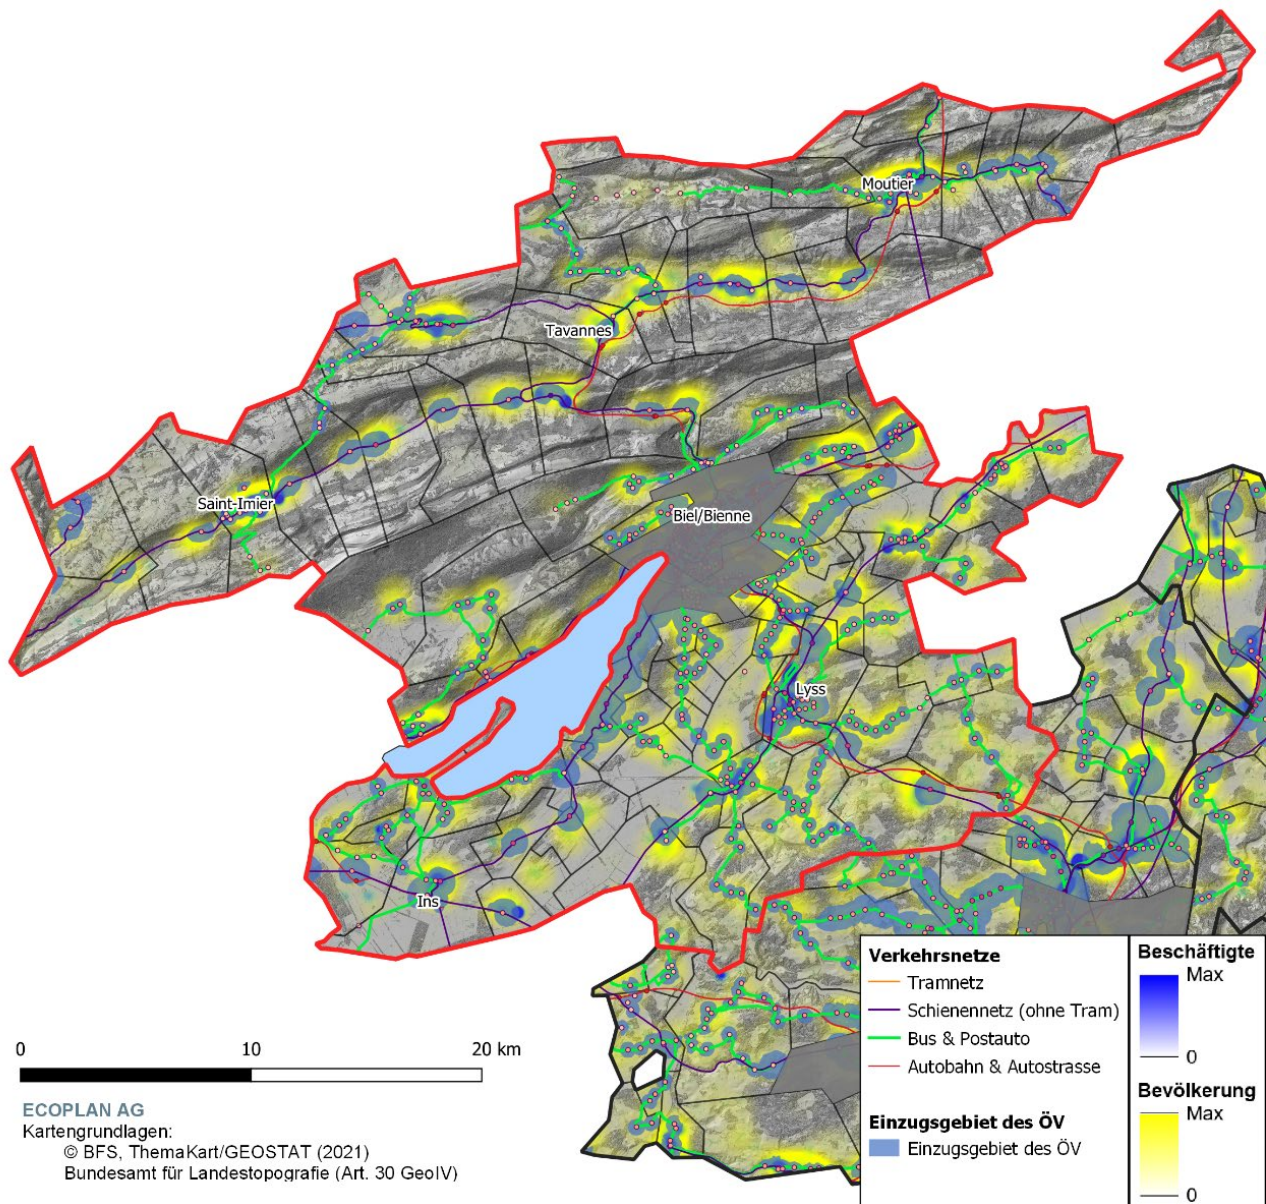 Moutier
Tavannes
Saint-Imier
Biel/Bienne
Lyss
Ins
Verkehrsnetze
Tramnetz
Schienennetz (ohne Tram)
Bus & Postauto
Autobahn & Autostrasse
Einzugsgebiet des ÖV
Einzugsgebiet des ÖV
Beschäftigte
Max
0
Bevölkerung
Max
0
0 10 20 km
ECOPLAN AG
Kartengrundlagen:
© BFS, ThemaKart/GEOSTAT (2021)
Bundesamt für Landestopografie (Art. 30 GeoIV)